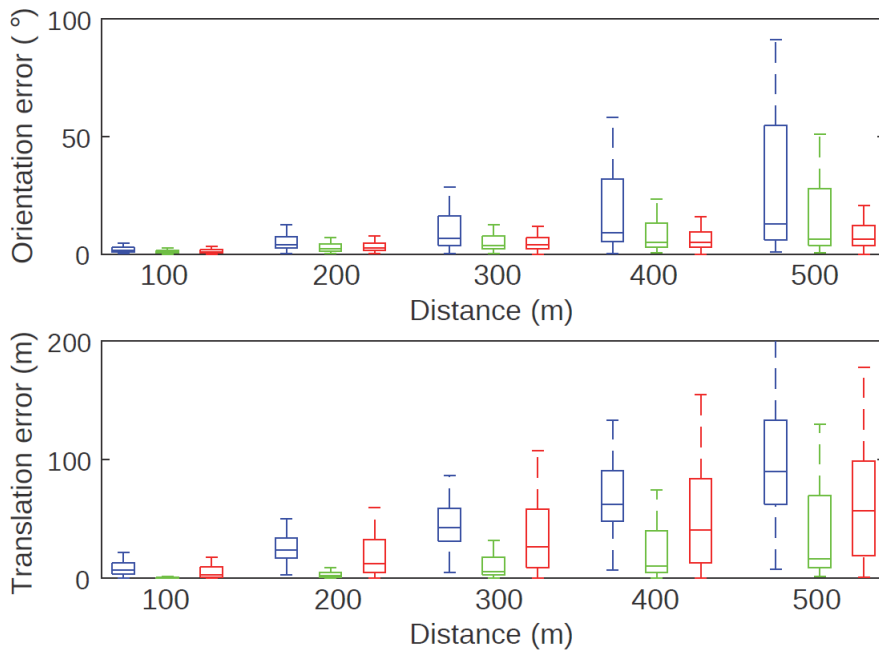 Orientation error ( °)
100
50
0
100 200 300 400 500
Distance (m)
Translation error (m)
200
100
0
100 200 300 400 500
Distance (m)